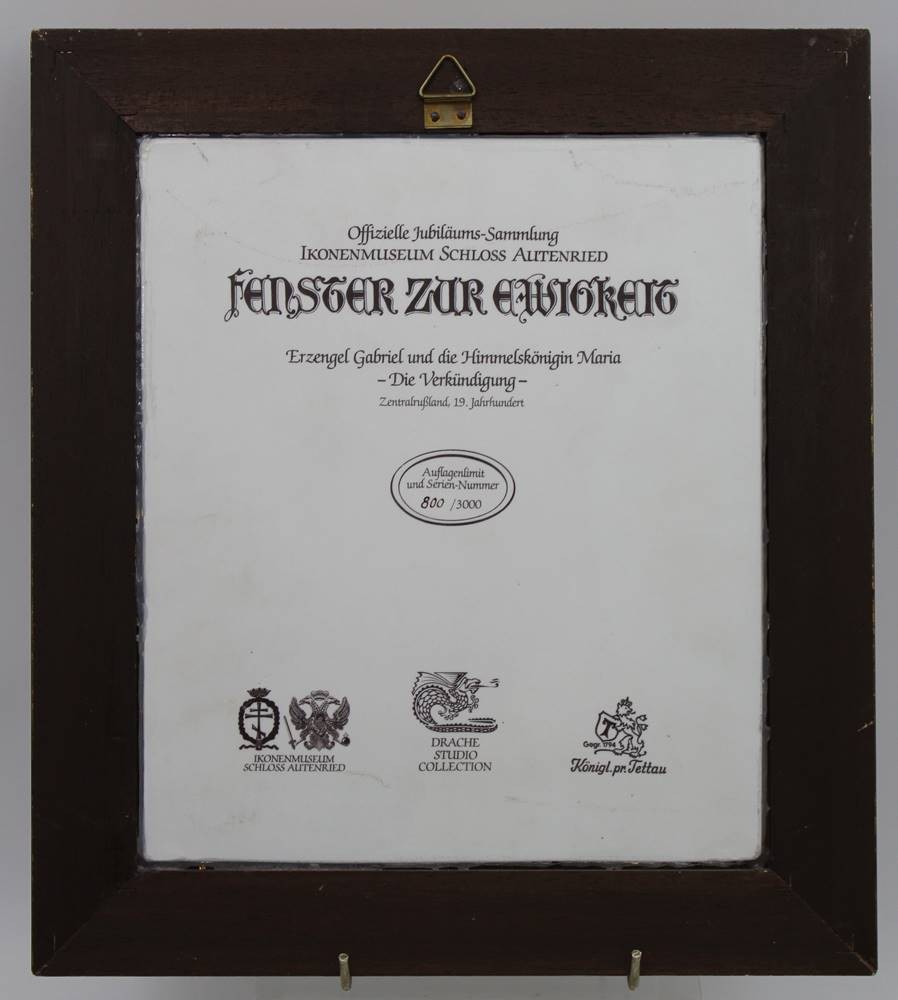 Offizielle Jubiläums-Sammlung
IKONENMUSEUM SCHLOSS AUTENRIED
FENSTER ZUR EWIGKEIT
Erzengel Gabriel und die Himmelskönigin Maria
– Die Verkündigung –
Zentralrußland, 19. Jahrhundert
Auflagenlimit
und Serien-Nummer
800 /3000
IKONENMUSEUM
SCHLOSS AUTENRIED
DRACHE
STUDIO
COLLECTION
T
Gegr. 1794
Königl. pr. Tettau